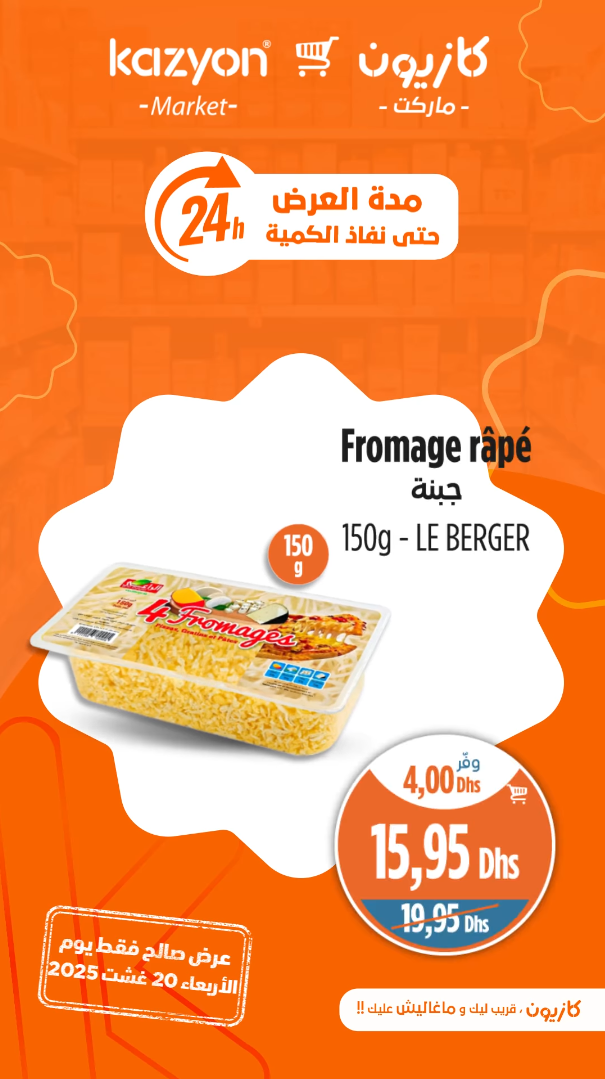 kazyon® كازيون
-Market- - ماركت -
24h
مدة العرض
حتى نفاذ الكمية
Fromage râpé
جبنة
150g - LE BERGER
150
g
4 Fromages
وفّر
4,00 Dhs
15,95 Dhs
19,95 Dhs
عرض صالح فقط يوم
الأربعاء 20 غشت 2025
كازيون ، قريب ليك و ماغاليش عليك !!